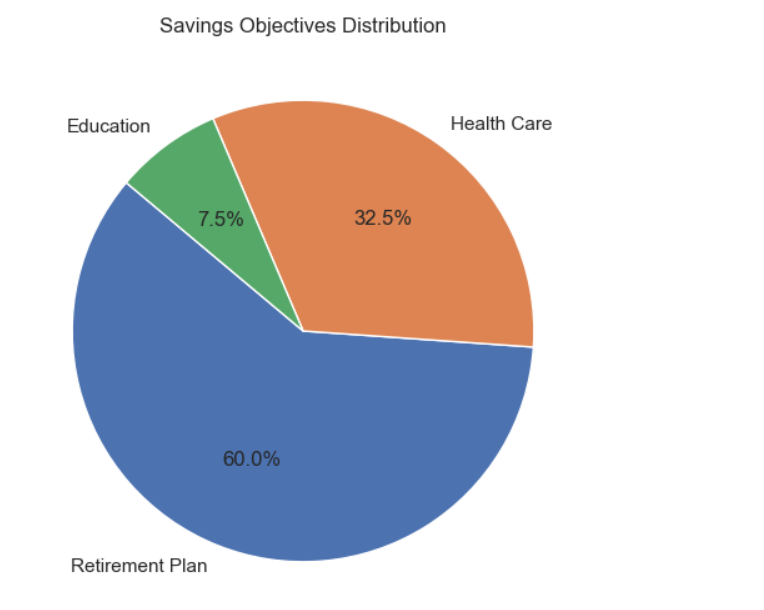 Savings Objectives Distribution
Education
Health Care
7.5%
32.5%
60.0%
Retirement Plan